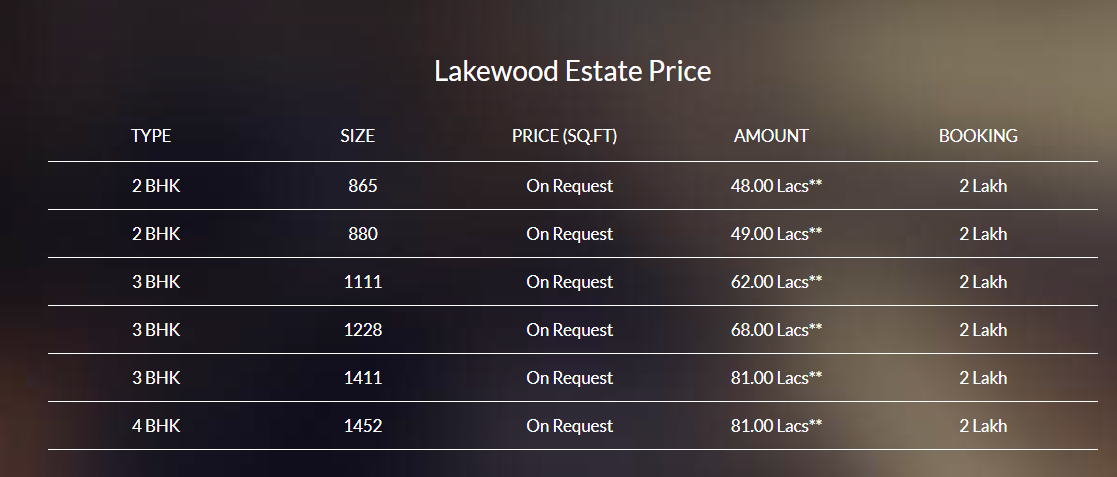 Lakewood Estate Price
TYPE SIZE PRICE (SQ.FT) AMOUNT BOOKING
2 BHK 865 On Request 48.00 Lacs** 2 Lakh
2 BHK 880 On Request 49.00 Lacs** 2 Lakh
3 BHK 1111 On Request 62.00 Lacs** 2 Lakh
3 BHK 1228 On Request 68.00 Lacs** 2 Lakh
3 BHK 1411 On Request 81.00 Lacs** 2 Lakh
4 BHK 1452 On Request 81.00 Lacs** 2 Lakh